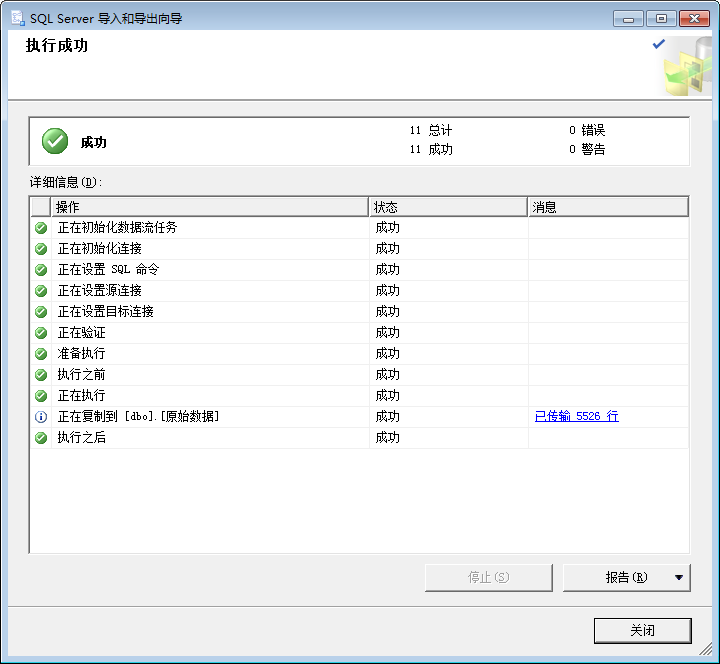 SQL Server 导入和导出向导
执行成功
成功
11 总计
0 错误
11 成功
0 警告
详细信息(D):
操作 状态 消息
正在初始化数据流任务 成功
正在初始化连接 成功
正在设置 SQL 命令 成功
正在设置源连接 成功
正在设置目标连接 成功
正在验证 成功
准备执行 成功
执行之前 成功
正在执行 成功
正在复制到 [dbo].[原始数据] 成功 已传输 5526 行
执行之后 成功
停止(S) 报告(R)
关闭